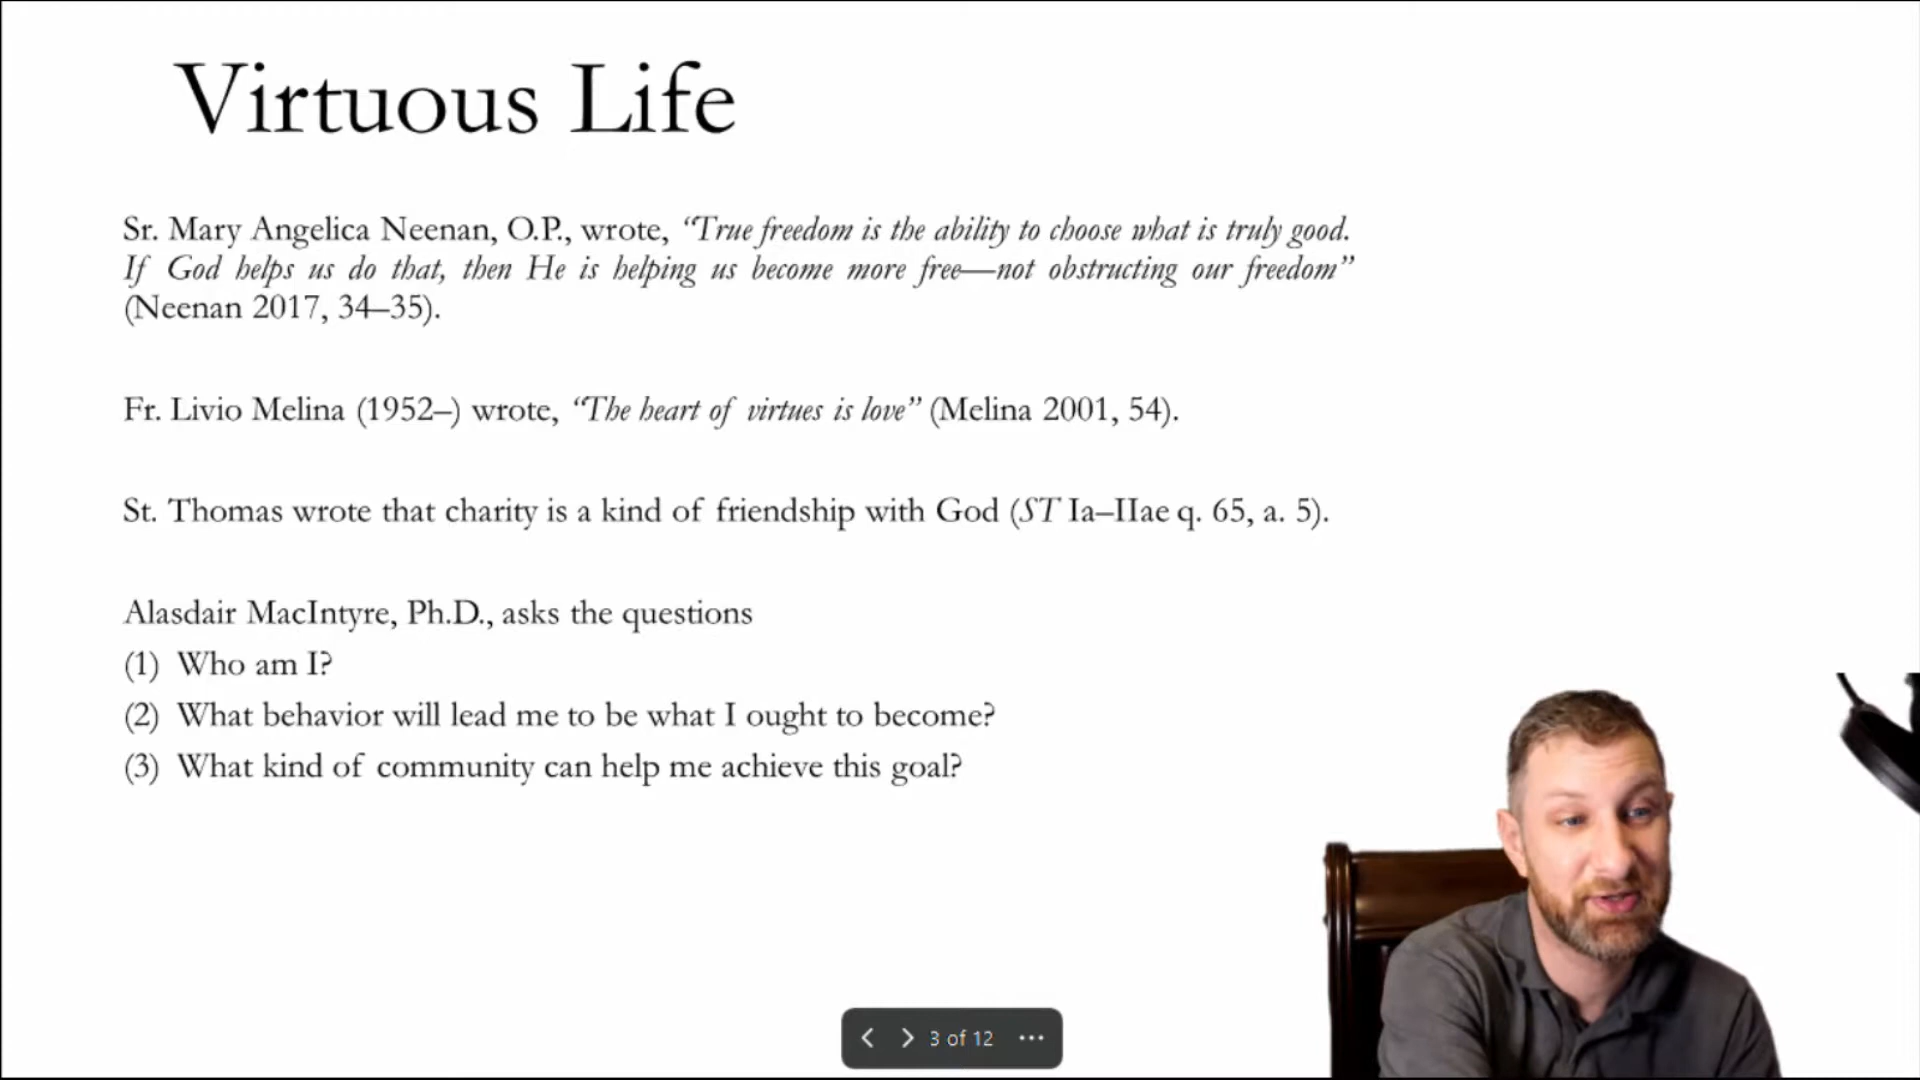 Virtuous Life
Sr. Mary Angelica Neenan, O.P., wrote, “True freedom is the ability to choose what is truly good.
If God helps us do that, then He is helping us become more free—not obstructing our freedom”
(Neenan 2017, 34–35).
Fr. Livio Melina (1952–) wrote, “The heart of virtues is love” (Melina 2001, 54).
St. Thomas wrote that charity is a kind of friendship with God (ST Ia–IIae q. 65, a. 5).
Alasdair MacIntyre, Ph.D., asks the questions
(1) Who am I?
(2) What behavior will lead me to be what I ought to become?
(3) What kind of community can help me achieve this goal?
3 of 12